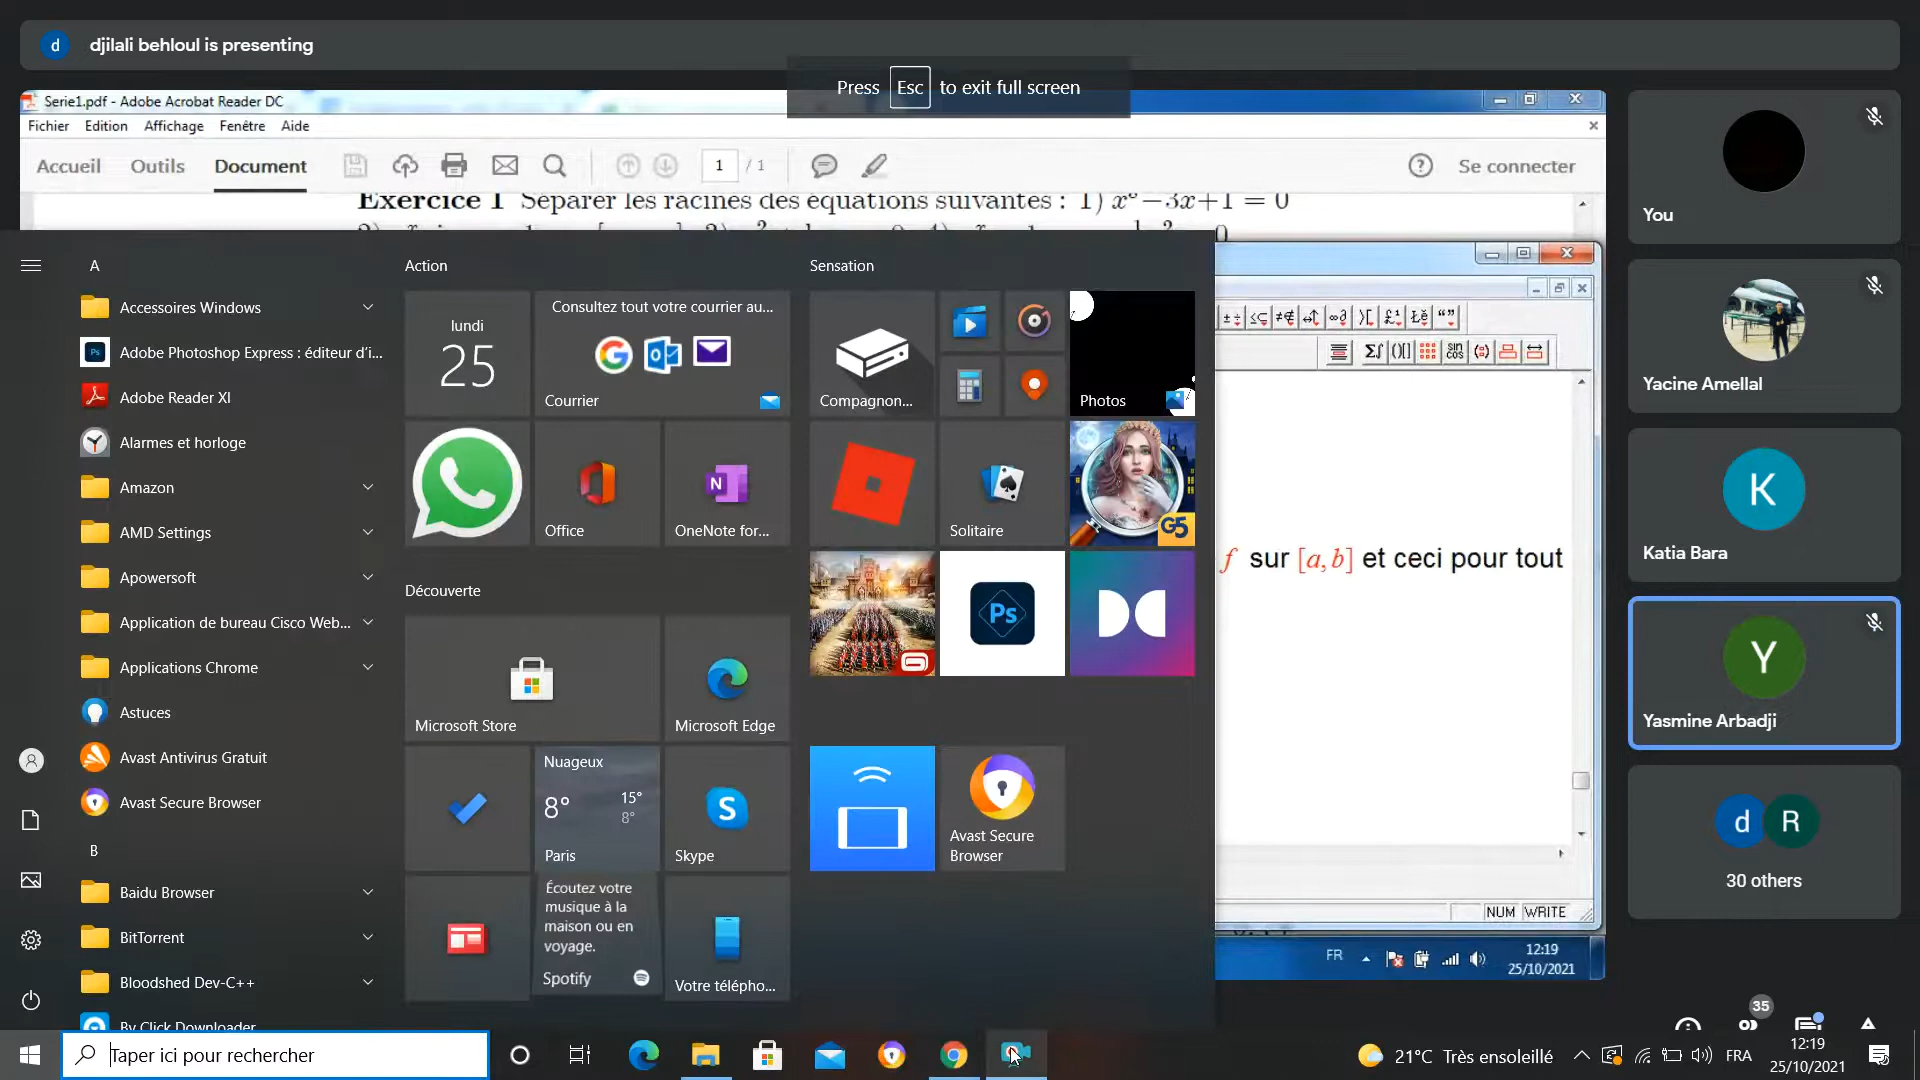 d djilali behloul is presenting
Press Esc to exit full screen
Serie1.pdf - Adobe Acrobat Reader DC
Fichier Edition Affichage Fenêtre Aide
Accueil Outils Document 1 / 1 Se connecter
Exercice 1 Séparer les racines des équations suivantes : 1)
A
Accessoires Windows
Adobe Photoshop Express : éditeur d'i...
Adobe Reader XI
Alarmes et horloge
Amazon
AMD Settings
Apowersoft
Application de bureau Cisco Web...
Applications Chrome
Astuces
Avast Antivirus Gratuit
Avast Secure Browser
B
Baidu Browser
BitTorrent
Bloodshed Dev-C++
By Click Downloader
Action
lundi
25
Consultez tout votre courrier au...
Courrier
Office
OneNote for...
Découverte
Microsoft Store
Microsoft Edge
Nuageux
8° 15°
8°
Paris
Skype
Écoutez votre
musique à la
maison ou en
voyage.
Spotify
Votre télépho...
Sensation
Compagnon...
Photos
Solitaire
G5
Ps
Avast Secure
Browser
f sur [a, b] et ceci pour tout
NUM WRITE
FR 12:19
25/10/2021
You
Yacine Amellal
K
Katia Bara
Y
Yasmine Arbadji
d R
30 others
35
Taper ici pour rechercher
21°C Très ensoleillé
FRA
12:19
25/10/2021